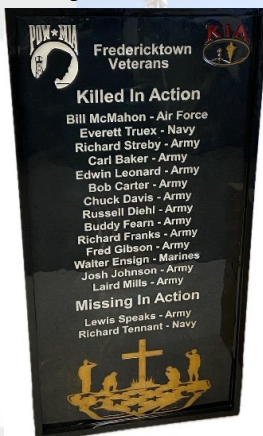 POW★MIA
KIA
Fredericktown
Veterans
Killed In Action
Bill McMahon - Air Force
Everett Truex - Navy
Richard Streby - Army
Carl Baker - Army
Edwin Leonard - Army
Bob Carter - Army
Chuck Davis - Army
Russell Diehl - Army
Buddy Fearn - Army
Richard Franks - Army
Fred Gibson - Army
Walter Ensign - Marines
Josh Johnson - Army
Laird Mills - Army
Missing In Action
Lewis Speaks - Army
Richard Tennant - Navy